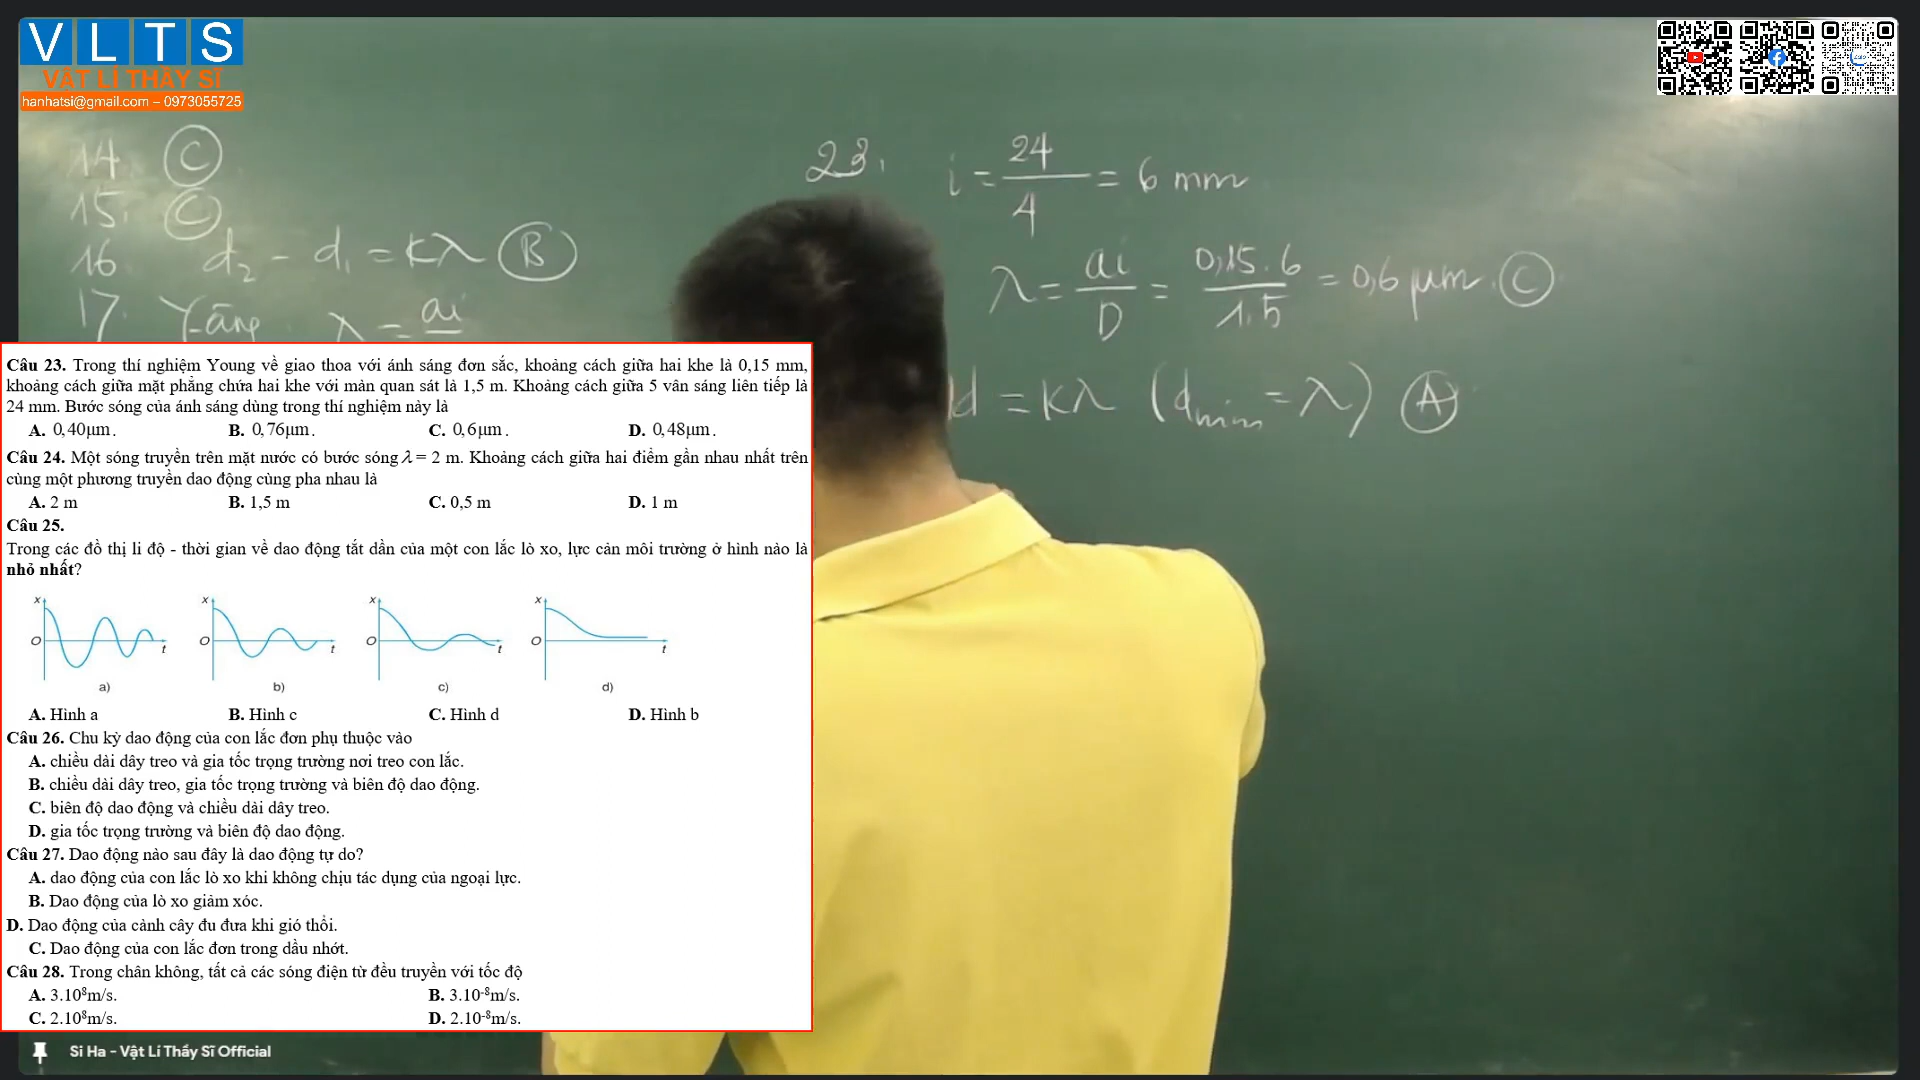 VLTS
VẬT LÍ THẦY SĨ
hanhatsi@gmail.com – 0973055725
14. C
15. C
16 d₂ - d₁ = kλ B
17. Yăng λ = ai
23. i = 24/4 = 6 mm
λ = ai/D = 0,15.6/1.5 = 0,6 μm. C
d = kλ (dmin = λ) A
Câu 23. Trong thí nghiệm Young về giao thoa với ánh sáng đơn sắc, khoảng cách giữa hai khe là 0,15 mm,
khoảng cách giữa mặt phẳng chứa hai khe với màn quan sát là 1,5 m. Khoảng cách giữa 5 vân sáng liên tiếp là
24 mm. Bước sóng của ánh sáng dùng trong thí nghiệm này là
A. 0,40μm. B. 0,76μm. C. 0,6μm. D. 0,48μm.
Câu 24. Một sóng truyền trên mặt nước có bước sóng λ = 2 m. Khoảng cách giữa hai điểm gần nhau nhất trên
cùng một phương truyền dao động cùng pha nhau là
A. 2 m B. 1,5 m C. 0,5 m D. 1 m
Câu 25.
Trong các đồ thị li độ - thời gian về dao động tắt dần của một con lắc lò xo, lực cản môi trường ở hình nào là
nhỏ nhất?
x x x x
O t O t O t O t
a) b) c) d)
A. Hình a B. Hình c C. Hình d D. Hình b
Câu 26. Chu kỳ dao động của con lắc đơn phụ thuộc vào
A. chiều dài dây treo và gia tốc trọng trường nơi treo con lắc.
B. chiều dài dây treo, gia tốc trọng trường và biên độ dao động.
C. biên độ dao động và chiều dài dây treo.
D. gia tốc trọng trường và biên độ dao động.
Câu 27. Dao động nào sau đây là dao động tự do?
A. dao động của con lắc lò xo khi không chịu tác dụng của ngoại lực.
B. Dao động của lò xo giảm xóc.
D. Dao động của cành cây đu đưa khi gió thổi.
C. Dao động của con lắc đơn trong dầu nhớt.
Câu 28. Trong chân không, tất cả các sóng điện từ đều truyền với tốc độ
A. 3.10⁸m/s. B. 3.10⁻⁸m/s.
C. 2.10⁸m/s. D. 2.10⁻⁸m/s.
Si Ha - Vật Lí Thầy Sĩ Official